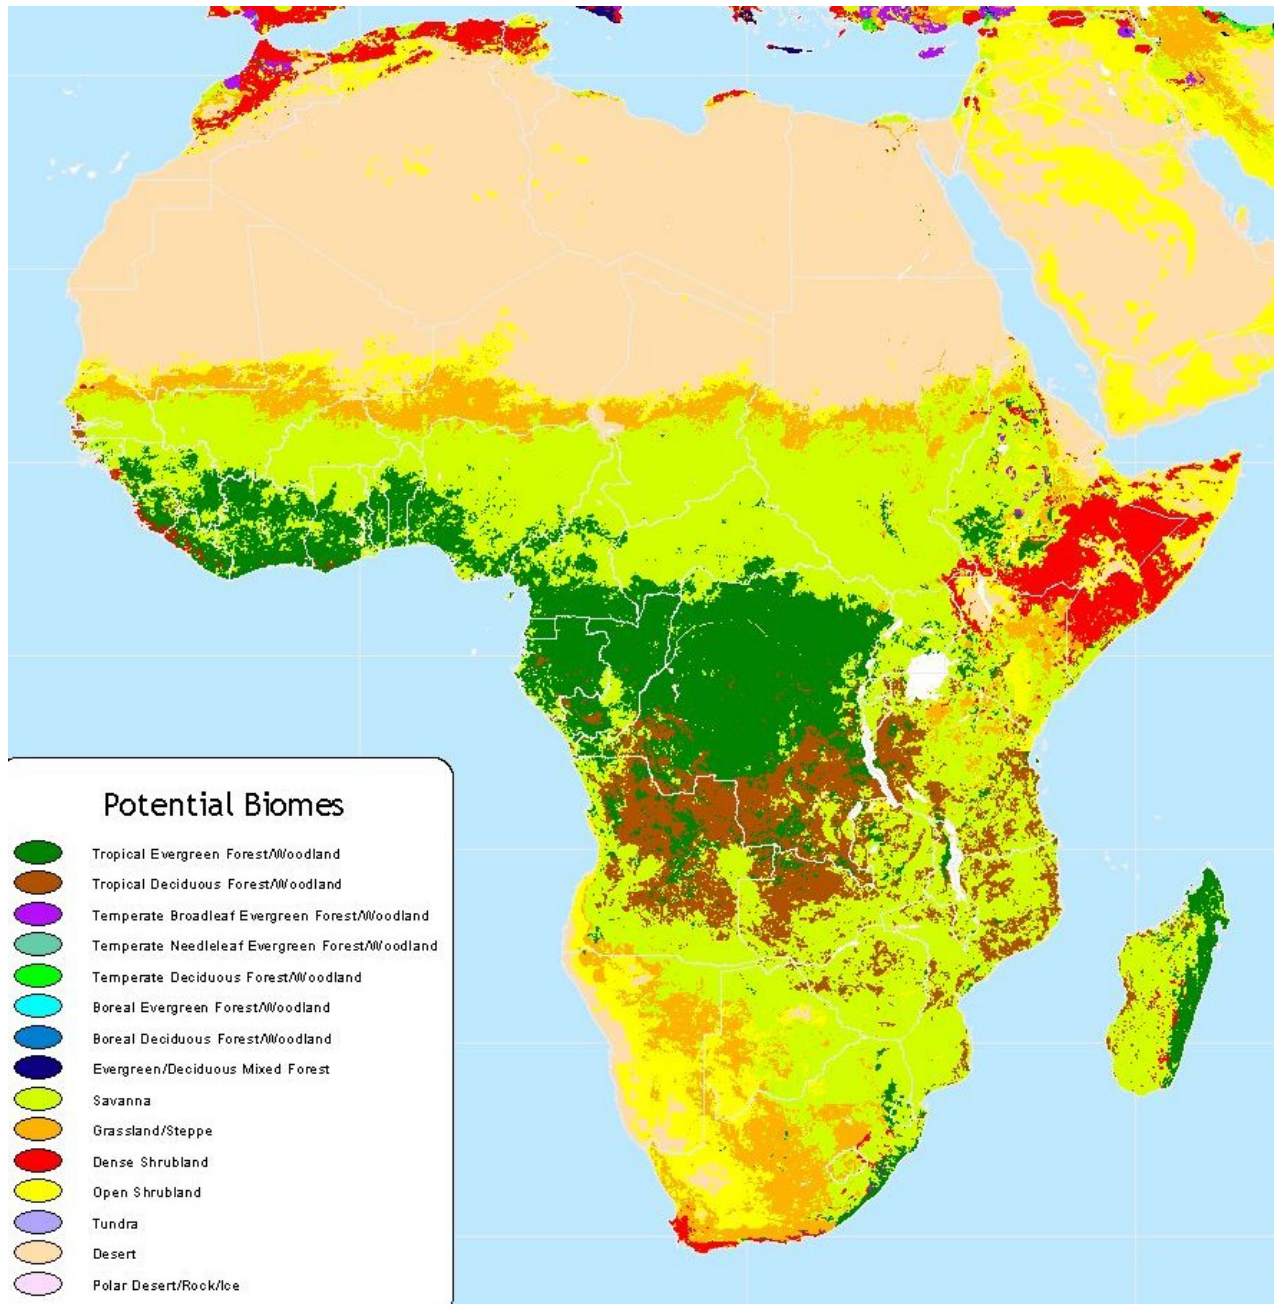 Potential Biomes
Tropical Evergreen Forest/Woodland
Tropical Deciduous Forest/Woodland
Temperate Broadleaf Evergreen Forest/Woodland
Temperate Needleleaf Evergreen Forest/Woodland
Temperate Deciduous Forest/Woodland
Boreal Evergreen Forest/Woodland
Boreal Deciduous Forest/Woodland
Evergreen/Deciduous Mixed Forest
Savanna
Grassland/Steppe
Dense Shrubland
Open Shrubland
Tundra
Desert
Polar Desert/Rock/Ice